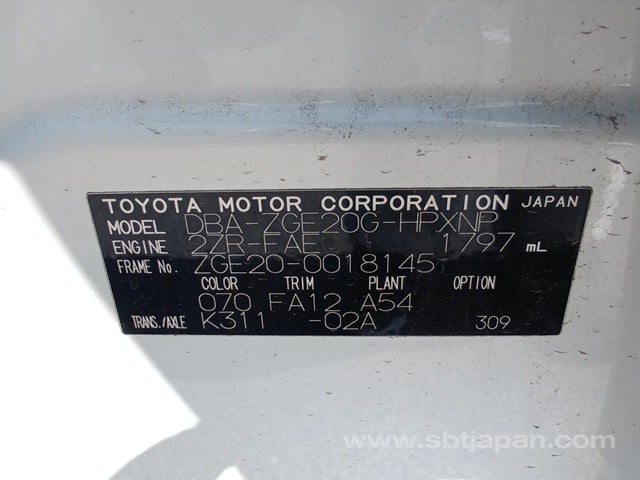 TOYOTA MOTOR CORPORATION JAPAN
MODEL DBA-ZGE20G-HPXNP
ENGINE 2ZR-FAE 1797 mL
FRAME No. ZGE20-0018145
COLOR TRIM PLANT OPTION
070 FA12 A54
TRANS./AXLE K311 -02A 309
www.sbtjapan.com